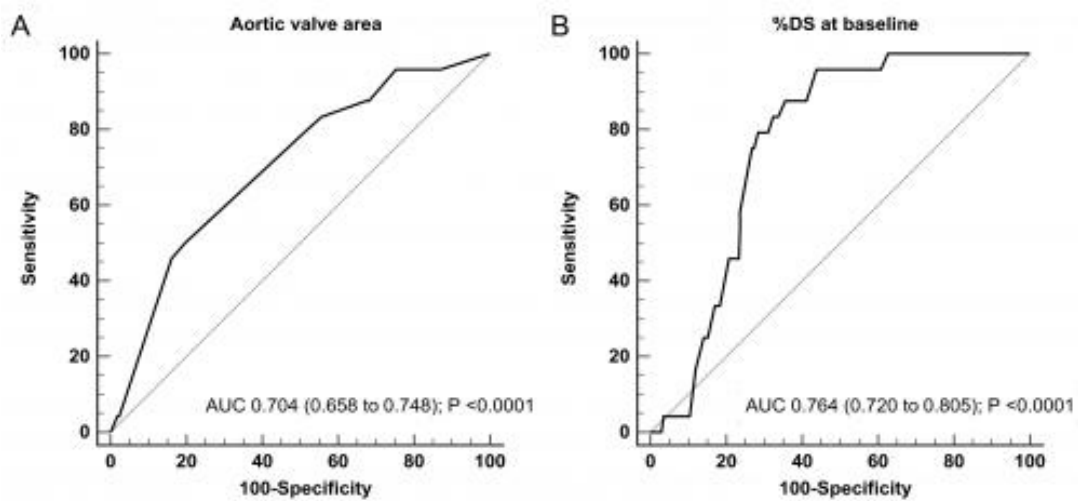 A
Aortic valve area
100
80
60
40
20
0
Sensitivity
AUC 0.704 (0.658 to 0.748); P <0.0001
0 20 40 60 80 100
100-Specificity
B
%DS at baseline
100
80
60
40
20
0
Sensitivity
AUC 0.764 (0.720 to 0.805); P <0.0001
0 20 40 60 80 100
100-Specificity